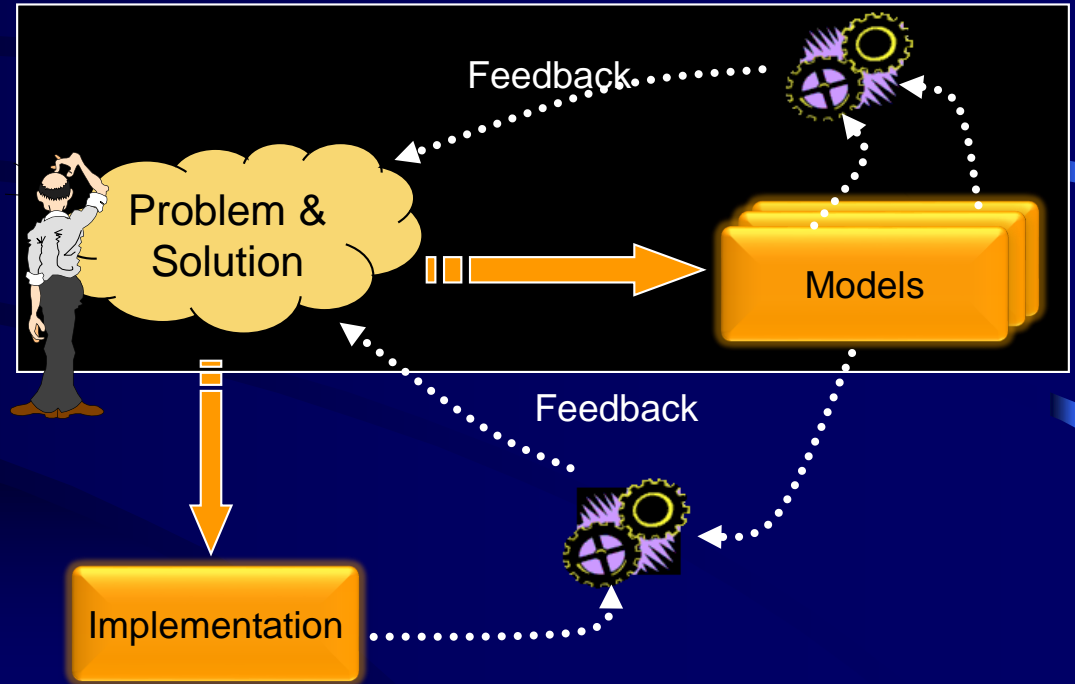 Feedback
Problem &
Solution
Models
Feedback
Implementation